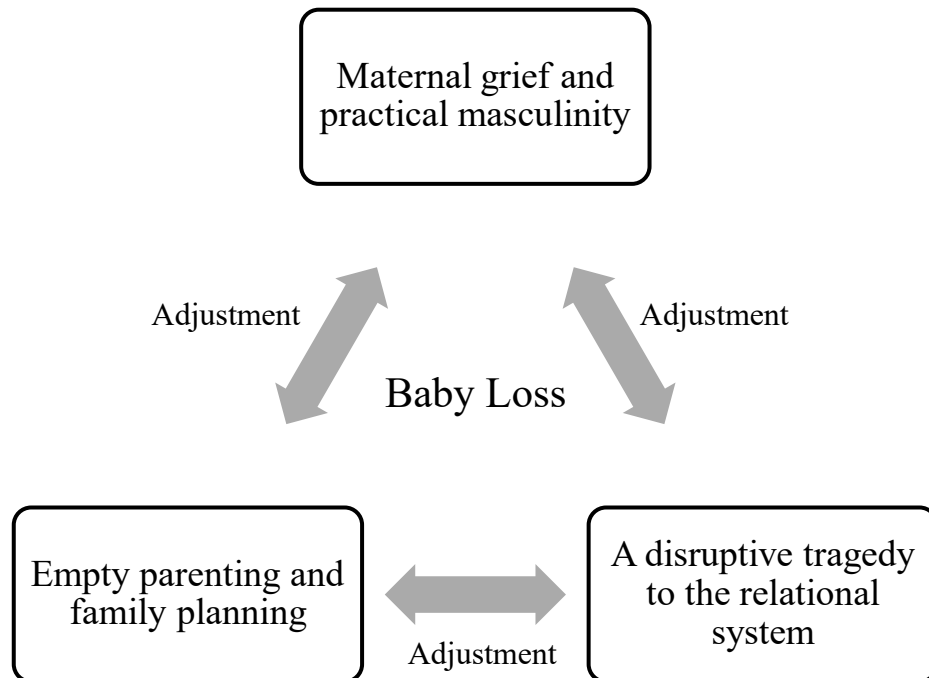 Maternal grief and
practical masculinity
Adjustment
Adjustment
Baby Loss
Empty parenting and
family planning
A disruptive tragedy
to the relational
system
Adjustment